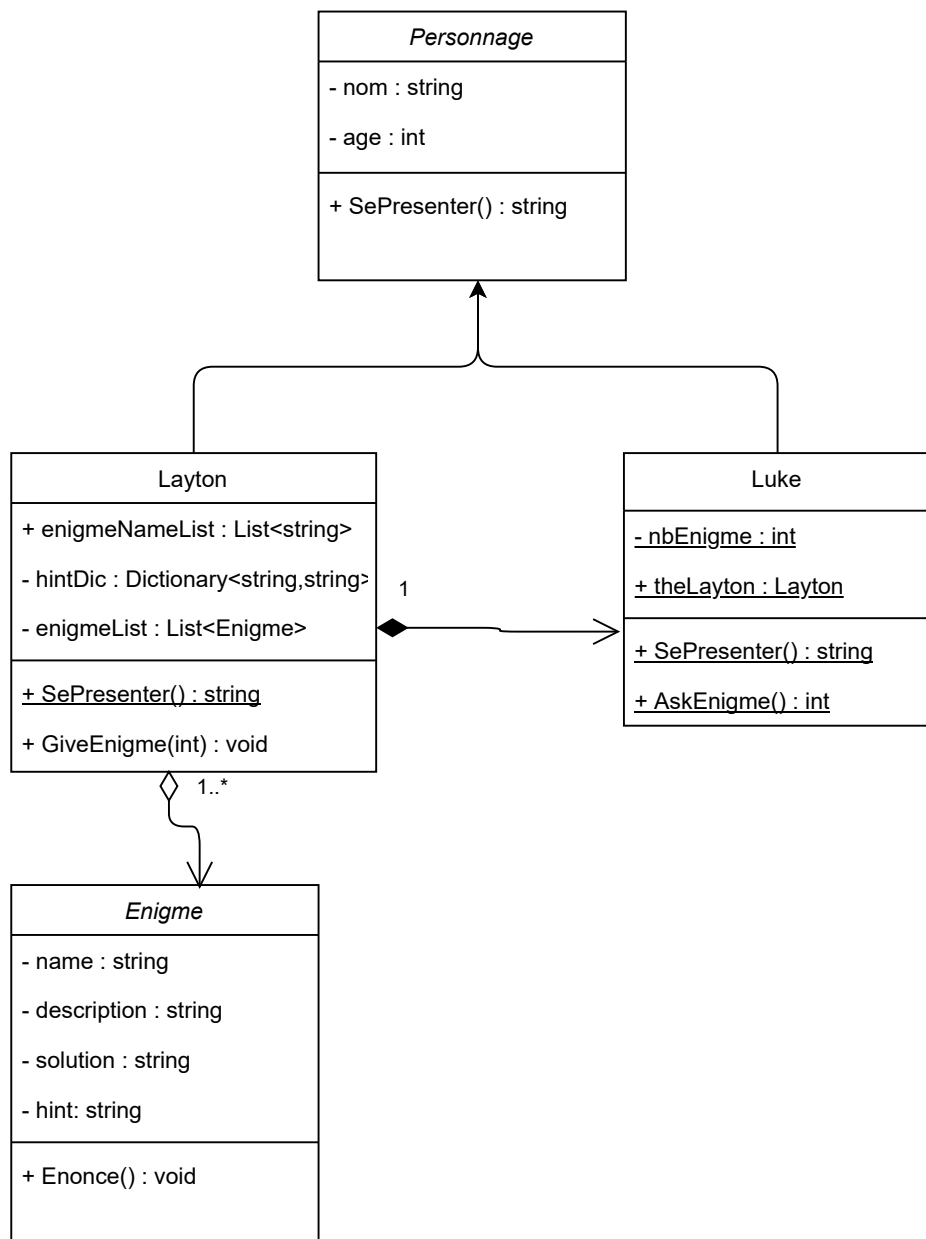 Personnage
- nom : string
- age : int
+ SePresenter() : string
Layton
+ enigmeNameList : List<string>
- hintDic : Dictionary<string,string>
- enigmeList : List<Enigme>
+ SePresenter() : string
+ GiveEnigme(int) : void
1
Luke
- nbEnigme : int
+ theLayton : Layton
+ SePresenter() : string
+ AskEnigme() : int
1..*
Enigme
- name : string
- description : string
- solution : string
- hint: string
+ Enonce() : void